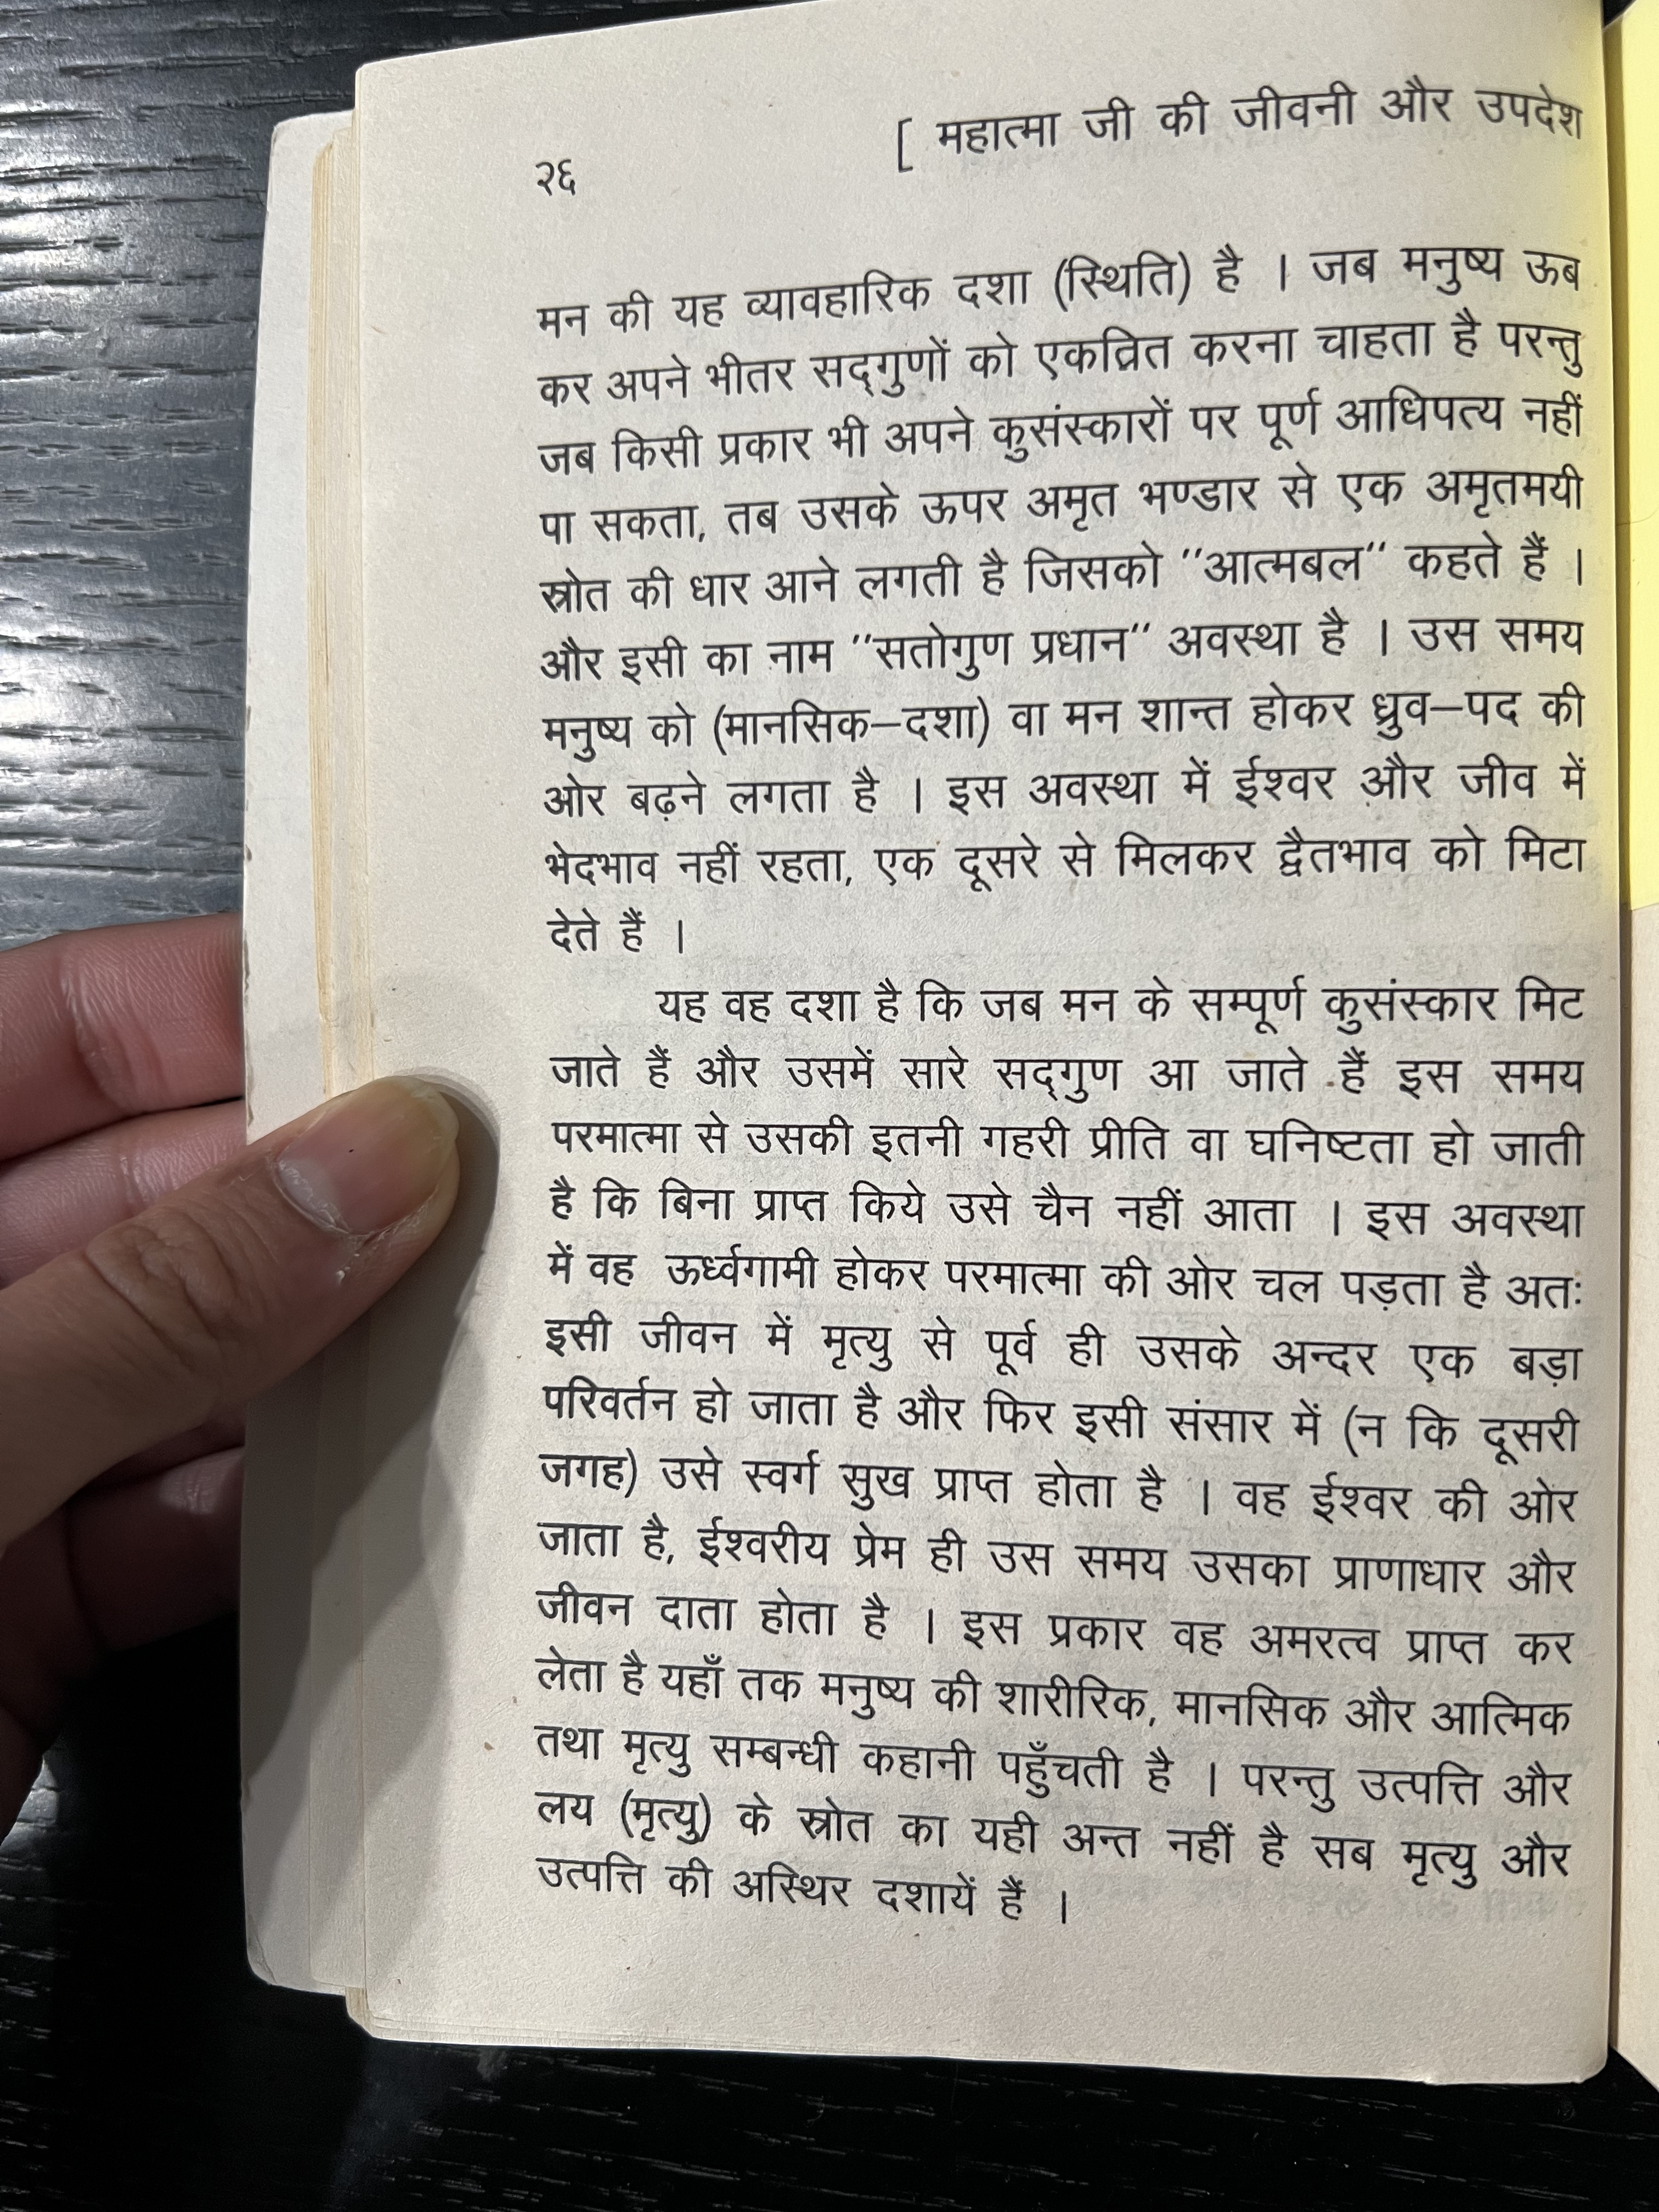 २६
[ महात्मा जी की जीवनी और उपदेश
मन की यह व्यावहारिक दशा (स्थिति) है । जब मनुष्य ऊब
कर अपने भीतर सद्‌गुणों को एकत्रित करना चाहता है परन्तु
जब किसी प्रकार भी अपने कुसंस्कारों पर पूर्ण आधिपत्य नहीं
पा सकता, तब उसके ऊपर अमृत भण्डार से एक अमृतमयी
स्रोत की धार आने लगती है जिसको "आत्मबल" कहते हैं ।
और इसी का नाम "सतोगुण प्रधान" अवस्था है । उस समय
मनुष्य को (मानसिक–दशा) वा मन शान्त होकर ध्रुव–पद की
ओर बढ़ने लगता है । इस अवस्था में ईश्वर और जीव में
भेदभाव नहीं रहता, एक दूसरे से मिलकर द्वैतभाव को मिटा
देते हैं ।
यह वह दशा है कि जब मन के सम्पूर्ण कुसंस्कार मिट
जाते हैं और उसमें सारे सद्‌गुण आ जाते हैं इस समय
परमात्मा से उसकी इतनी गहरी प्रीति वा घनिष्टता हो जाती
है कि बिना प्राप्त किये उसे चैन नहीं आता । इस अवस्था
में वह ऊर्ध्वगामी होकर परमात्मा की ओर चल पड़ता है अतः
इसी जीवन में मृत्यु से पूर्व ही उसके अन्दर एक बड़ा
परिवर्तन हो जाता है और फिर इसी संसार में (न कि दूसरी
जगह) उसे स्वर्ग सुख प्राप्त होता है । वह ईश्वर की ओर
जाता है, ईश्वरीय प्रेम ही उस समय उसका प्राणाधार और
जीवन दाता होता है । इस प्रकार वह अमरत्व प्राप्त कर
लेता है यहाँ तक मनुष्य की शारीरिक, मानसिक और आत्मिक
तथा मृत्यु सम्बन्धी कहानी पहुँचती है । परन्तु उत्पत्ति और
लय (मृत्यु) के स्रोत का यही अन्त नहीं है सब मृत्यु और
उत्पत्ति की अस्थिर दशायें हैं ।